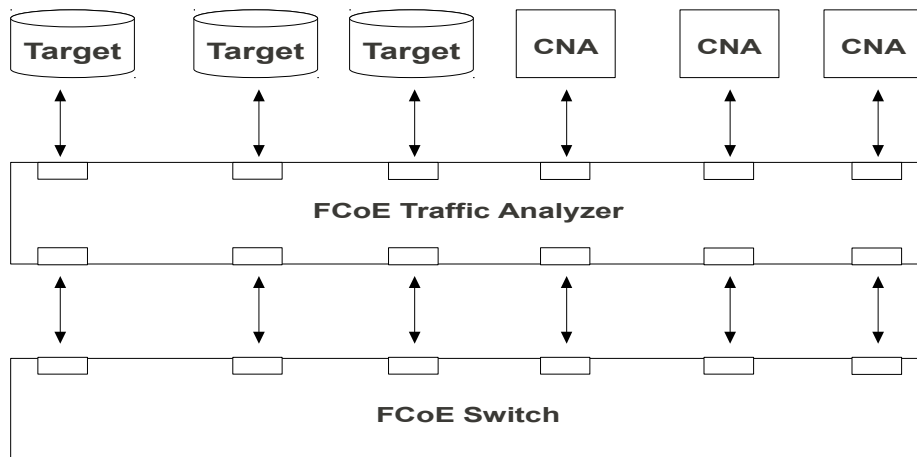 Target
Target
Target
CNA
CNA
CNA
FCoE Traffic Analyzer
FCoE Switch